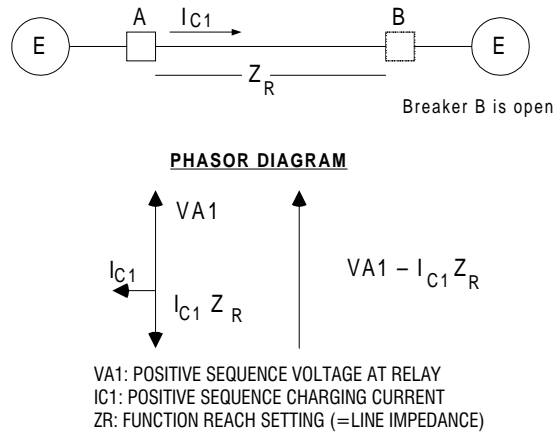 A I C1 B
E E
Z R
Breaker B is open
PHASOR DIAGRAM
VA1
IC1
I C1 Z R
VA1 – I C1 Z R
VA1: POSITIVE SEQUENCE VOLTAGE AT RELAY
IC1: POSITIVE SEQUENCE CHARGING CURRENT
ZR: FUNCTION REACH SETTING (=LINE IMPEDANCE)